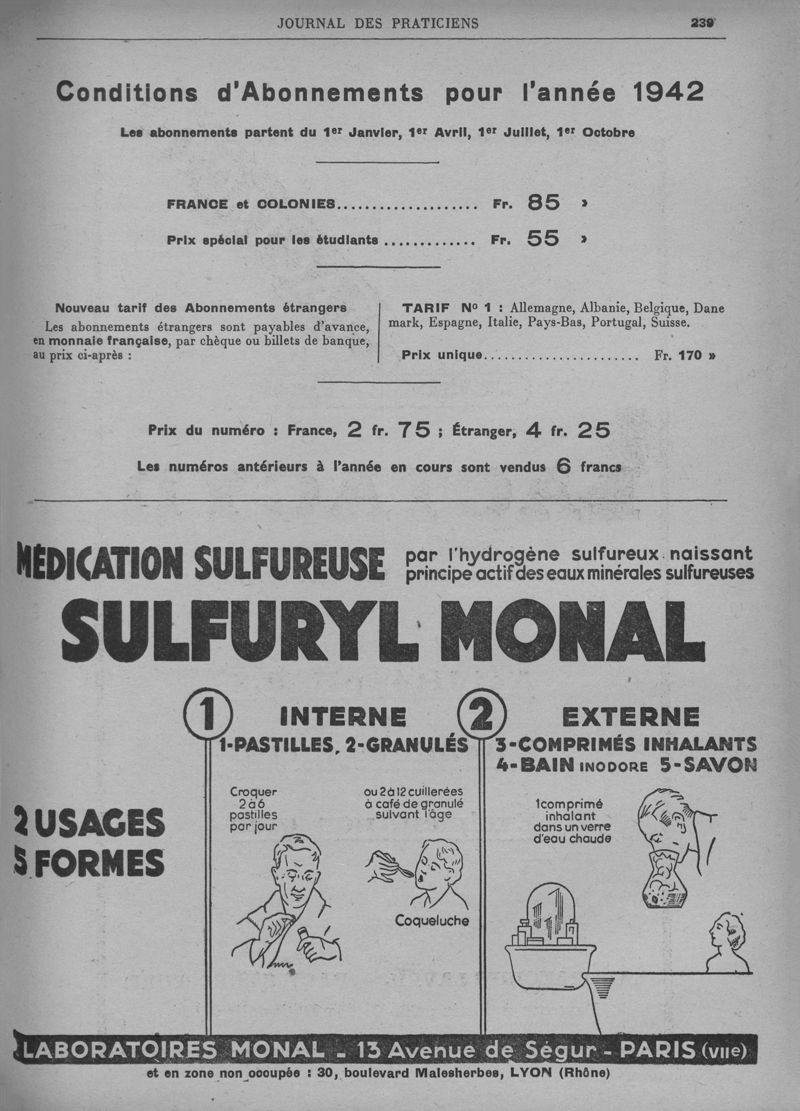 JOURNAL DES PRATICIENS
239
Conditions d'Abonnements pour l'année 1942
Les abonnements partent du 1er Janvier, 1er Avril, 1er Juillet, 1er Octobre
FRANCE et COLONIES.................... Fr. 85 »
Prix spécial pour les étudiants ............. Fr. 55 »
Nouveau tarif des Abonnements étrangers
Les abonnements étrangers sont payables d'avance,
en monnaie française, par chèque ou billets de banque,
au prix ci-après :
TARIF No 1 : Allemagne, Albanie, Belgique, Dane
mark, Espagne, Italie, Pays-Bas, Portugal, Suisse.
Prix unique....................... Fr. 170 »
Prix du numéro : France, 2 fr. 75 ; Étranger, 4 fr. 25
Les numéros antérieurs à l'année en cours sont vendus 6 francs
MÉDICATION SULFUREUSE
par l'hydrogène sulfureux naissant
principe actif des eaux minérales sulfureuses
SULFURYL MONAL
2 USAGES
5 FORMES
1 INTERNE
1-PASTILLES, 2-GRANULÉS
Croquer
2 à 6
pastilles
par jour
ou 2 à 12 cuillerées
à café de granulé
suivant l'âge
Coqueluche
2 EXTERNE
3-COMPRIMÉS INHALANTS
4-BAIN INODORE 5-SAVON
1 comprimé
inhalant
dans un verre
d'eau chaude
LABORATOIRES MONAL - 13 Avenue de Ségur - PARIS (VIIe)
et en zone non occupée : 30, boulevard Malesherbes, LYON (Rhône)